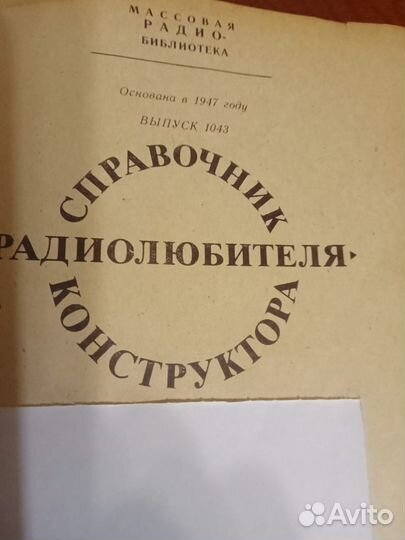 МАССОВАЯ
РАДИО-
БИБЛИОТЕКА
Основана в 1947 году
ВЫПУСК 1043
СПРАВОЧНИК
РАДИОЛЮБИТЕЛЯ-
КОНСТРУКТОРА
Avito